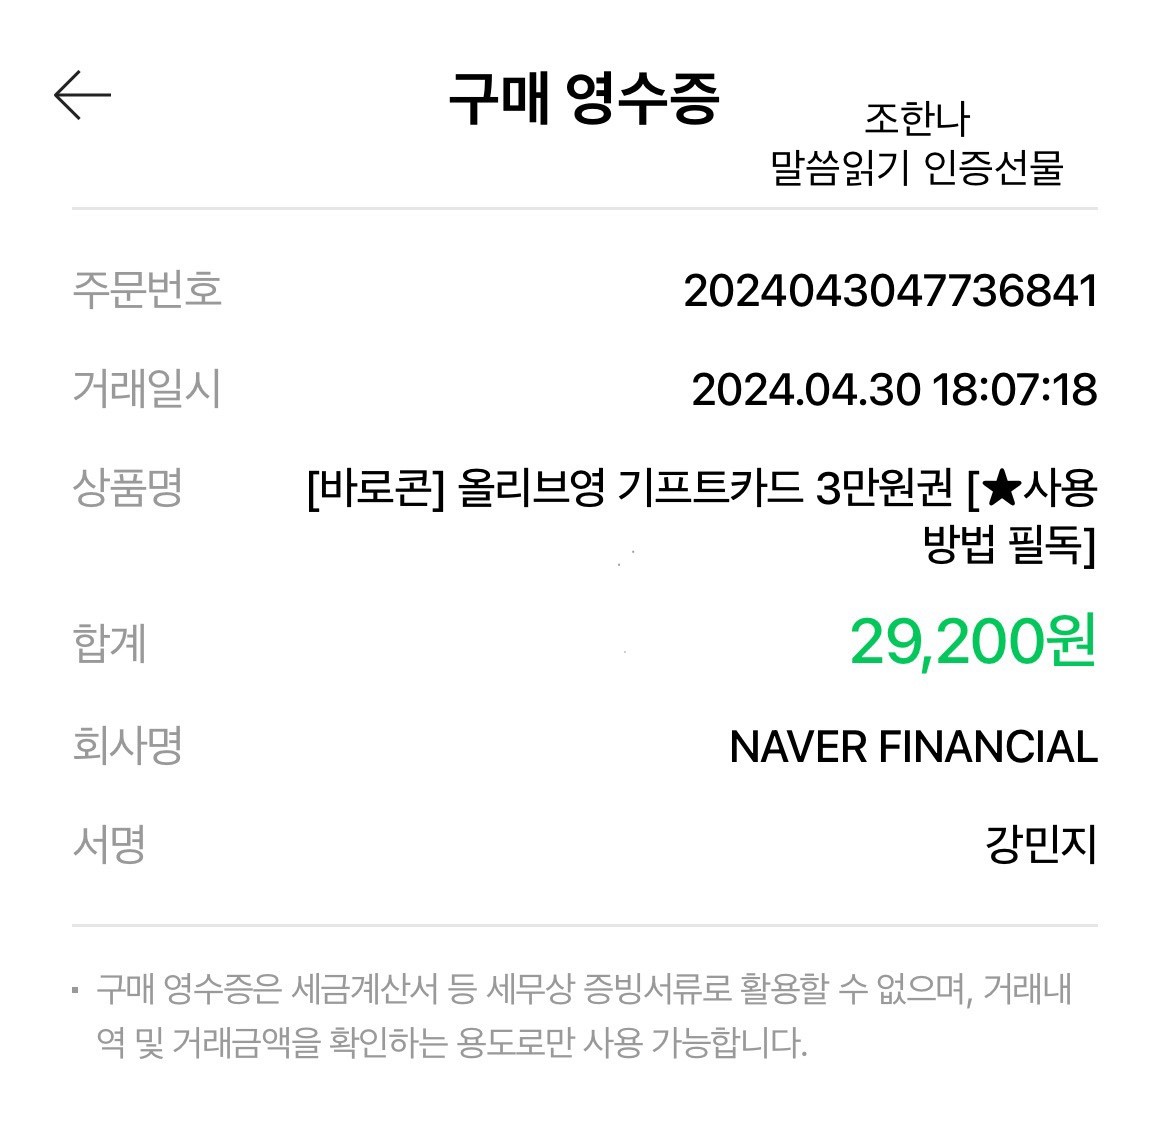 구매 영수증
조한나
말씀읽기 인증선물
주문번호 2024043047736841
거래일시 2024.04.30 18:07:18
상품명 [바로콘] 올리브영 기프트카드 3만원권 [★사용
방법 필독]
합계 29,200원
회사명 NAVER FINANCIAL
서명 강민지
· 구매 영수증은 세금계산서 등 세무상 증빙서류로 활용할 수 없으며, 거래내
역 및 거래금액을 확인하는 용도로만 사용 가능합니다.